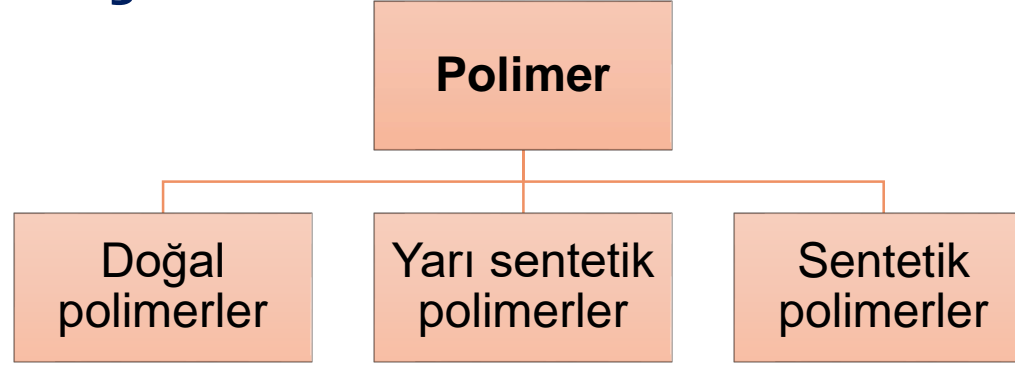 Polimer
Doğal
polimerler
Yarı sentetik
polimerler
Sentetik
polimerler